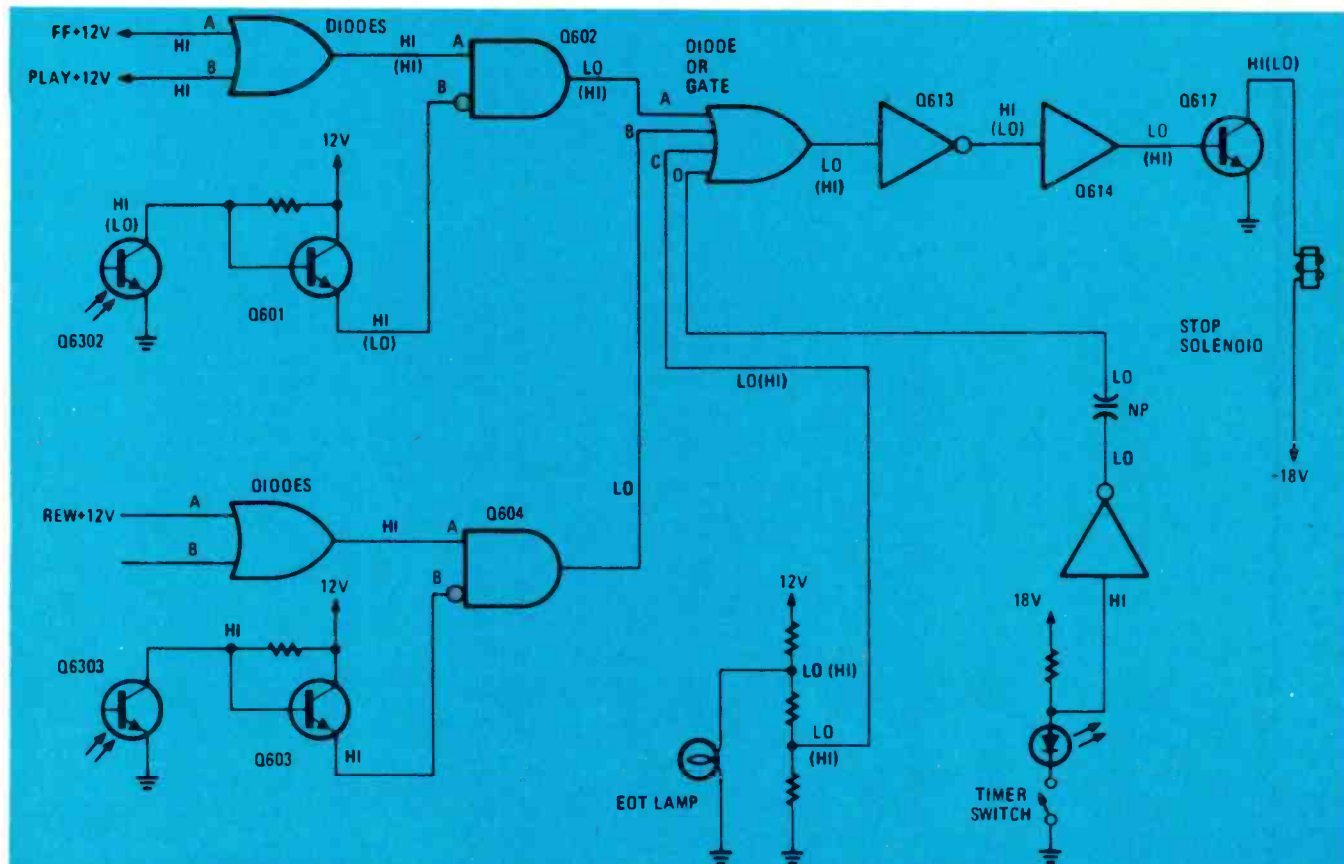 FF+12V
A
HI
DIODES
PLAY+12V
B
HI
HI
(HI)
A
B
Q602
LO
(HI)
DIODE
OR
GATE
A
B
C
D
LO
(HI)
Q613
HI
(LO)
Q614
LO
(HI)
Q617
HI(LO)
12V
HI
(LO)
Q6302
Q601
HI
(LO)
STOP
SOLENOID
-18V
LO(HI)
LO
NP
LO
LO
DIODES
REW+12V
A
B
HI
A
B
Q604
12V
HI
Q6303
Q603
HI
12V
LO (HI)
LO
(HI)
EOT LAMP
18V
HI
TIMER
SWITCH